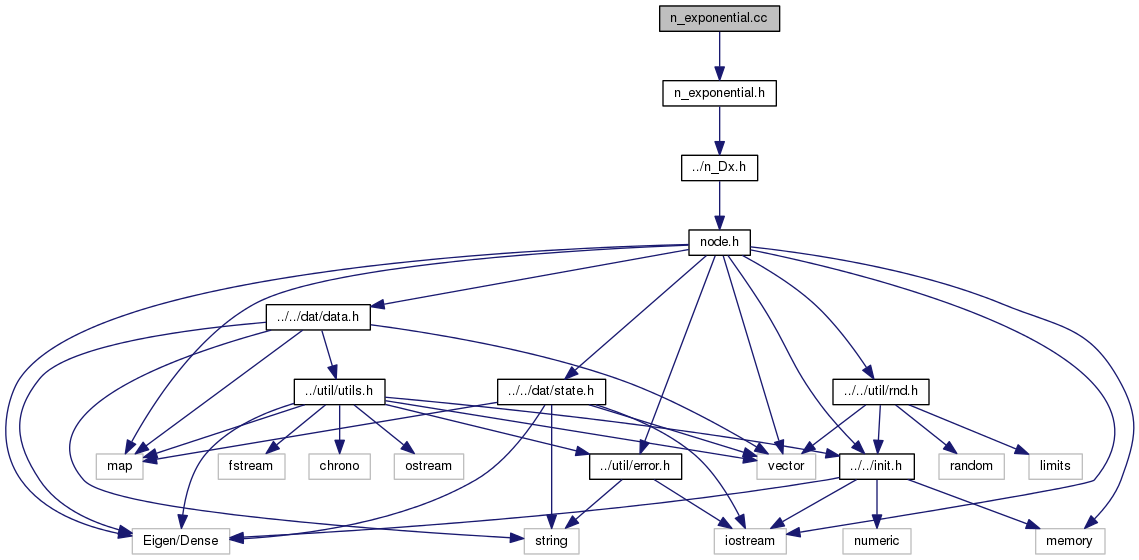 n_exponential.cc
n_exponential.h
../n_Dx.h
node.h
../../dat/data.h
../util/utils.h
../../dat/state.h
../../util/rnd.h
map
fstream
chrono
ostream
../util/error.h
vector
../../init.h
random
limits
Eigen/Dense
string
iostream
numeric
memory